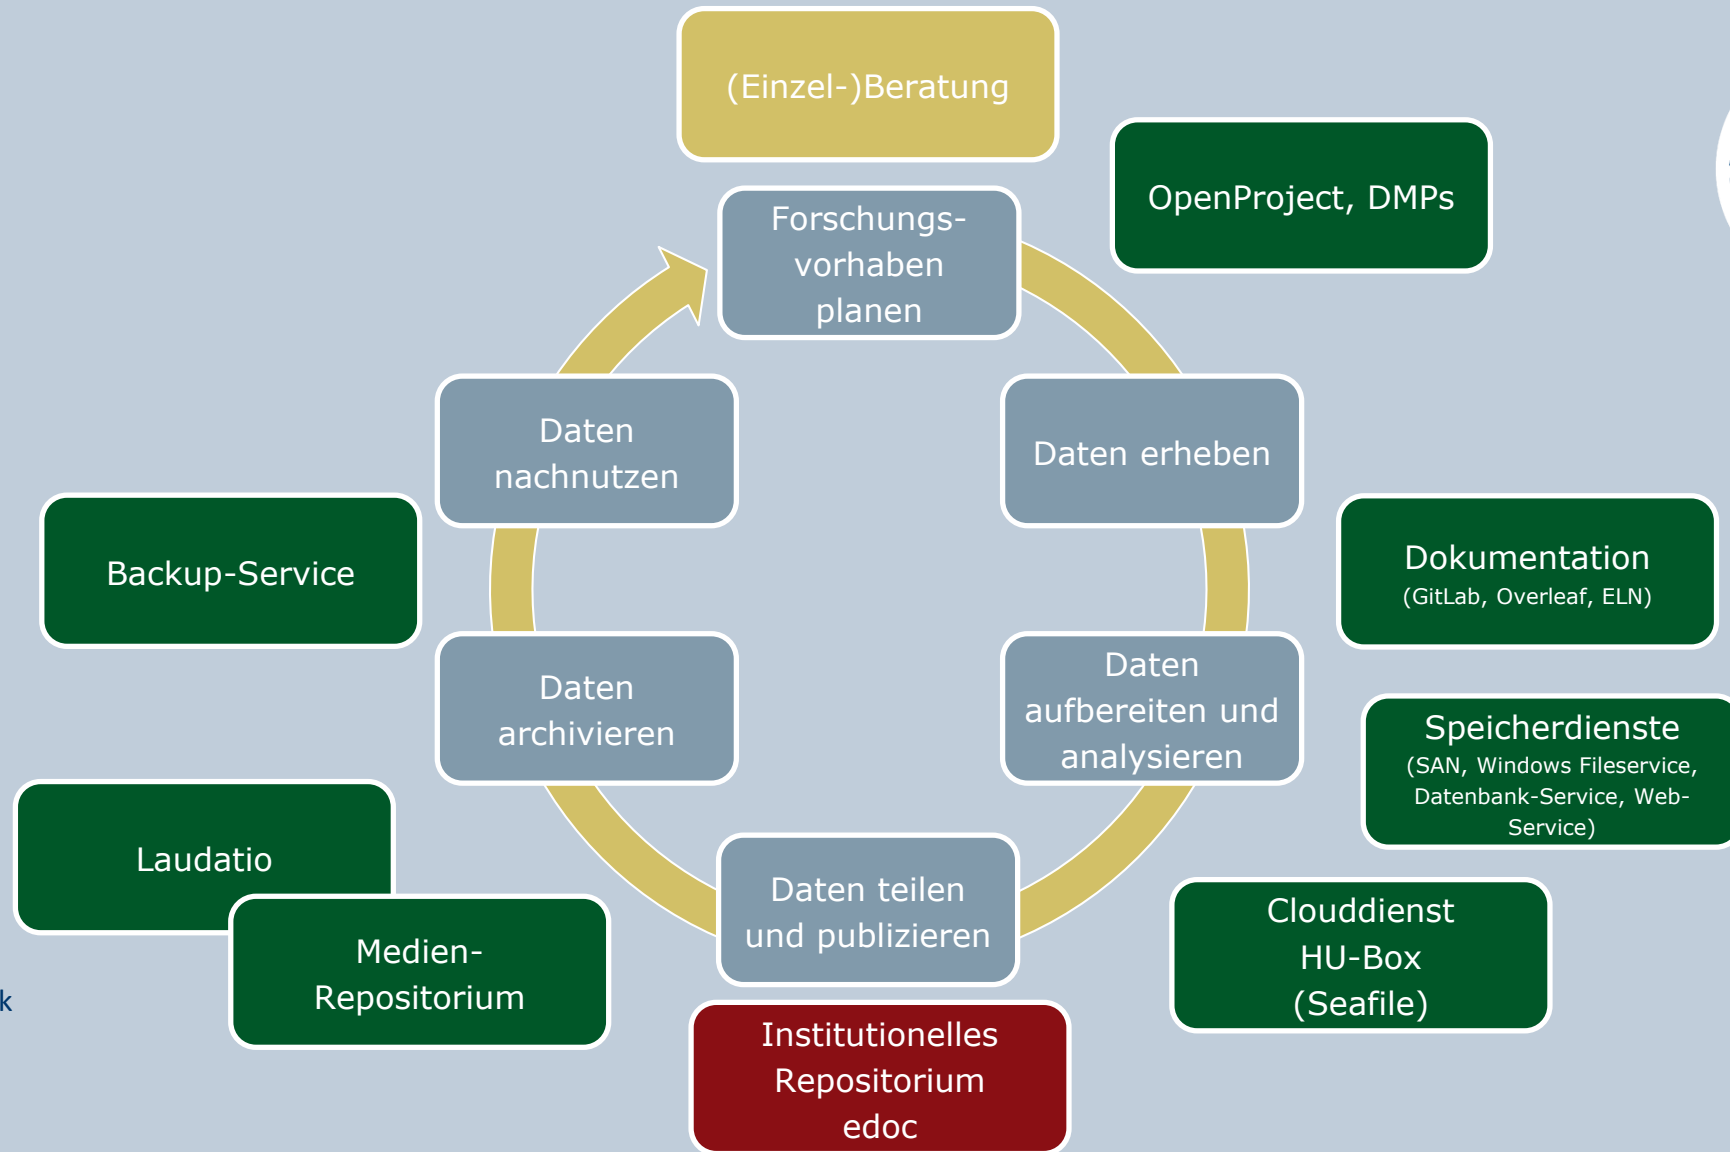 (Einzel-)Beratung
OpenProject, DMPs
Forschungs-
vorhaben
planen
Daten
nachnutzen
Daten erheben
Backup-Service
Dokumentation
(GitLab, Overleaf, ELN)
Daten
archivieren
Daten
aufbereiten und
analysieren
Speicherdienste
(SAN, Windows Fileservice,
Datenbank-Service, Web-
Service)
Laudatio
Daten teilen
und publizieren
Clouddienst
HU-Box
(Seafile)
Medien-
Repositorium
k
Institutionelles
Repositorium
edoc